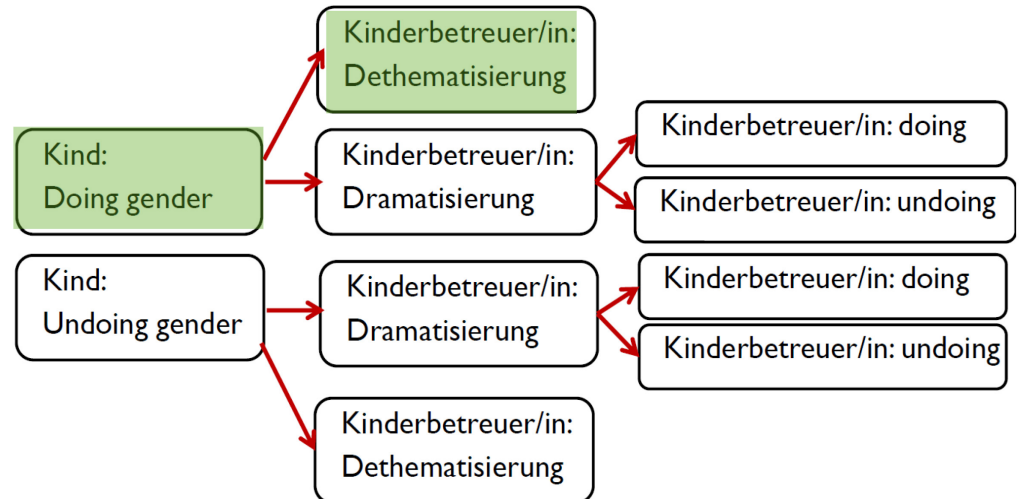 Kinderbetreuer/in:
Dethematisierung
Kind:
Doing gender
Kinderbetreuer/in:
Dramatisierung
Kinderbetreuer/in: doing
Kinderbetreuer/in: undoing
Kind:
Undoing gender
Kinderbetreuer/in:
Dramatisierung
Kinderbetreuer/in: doing
Kinderbetreuer/in: undoing
Kinderbetreuer/in:
Dethematisierung